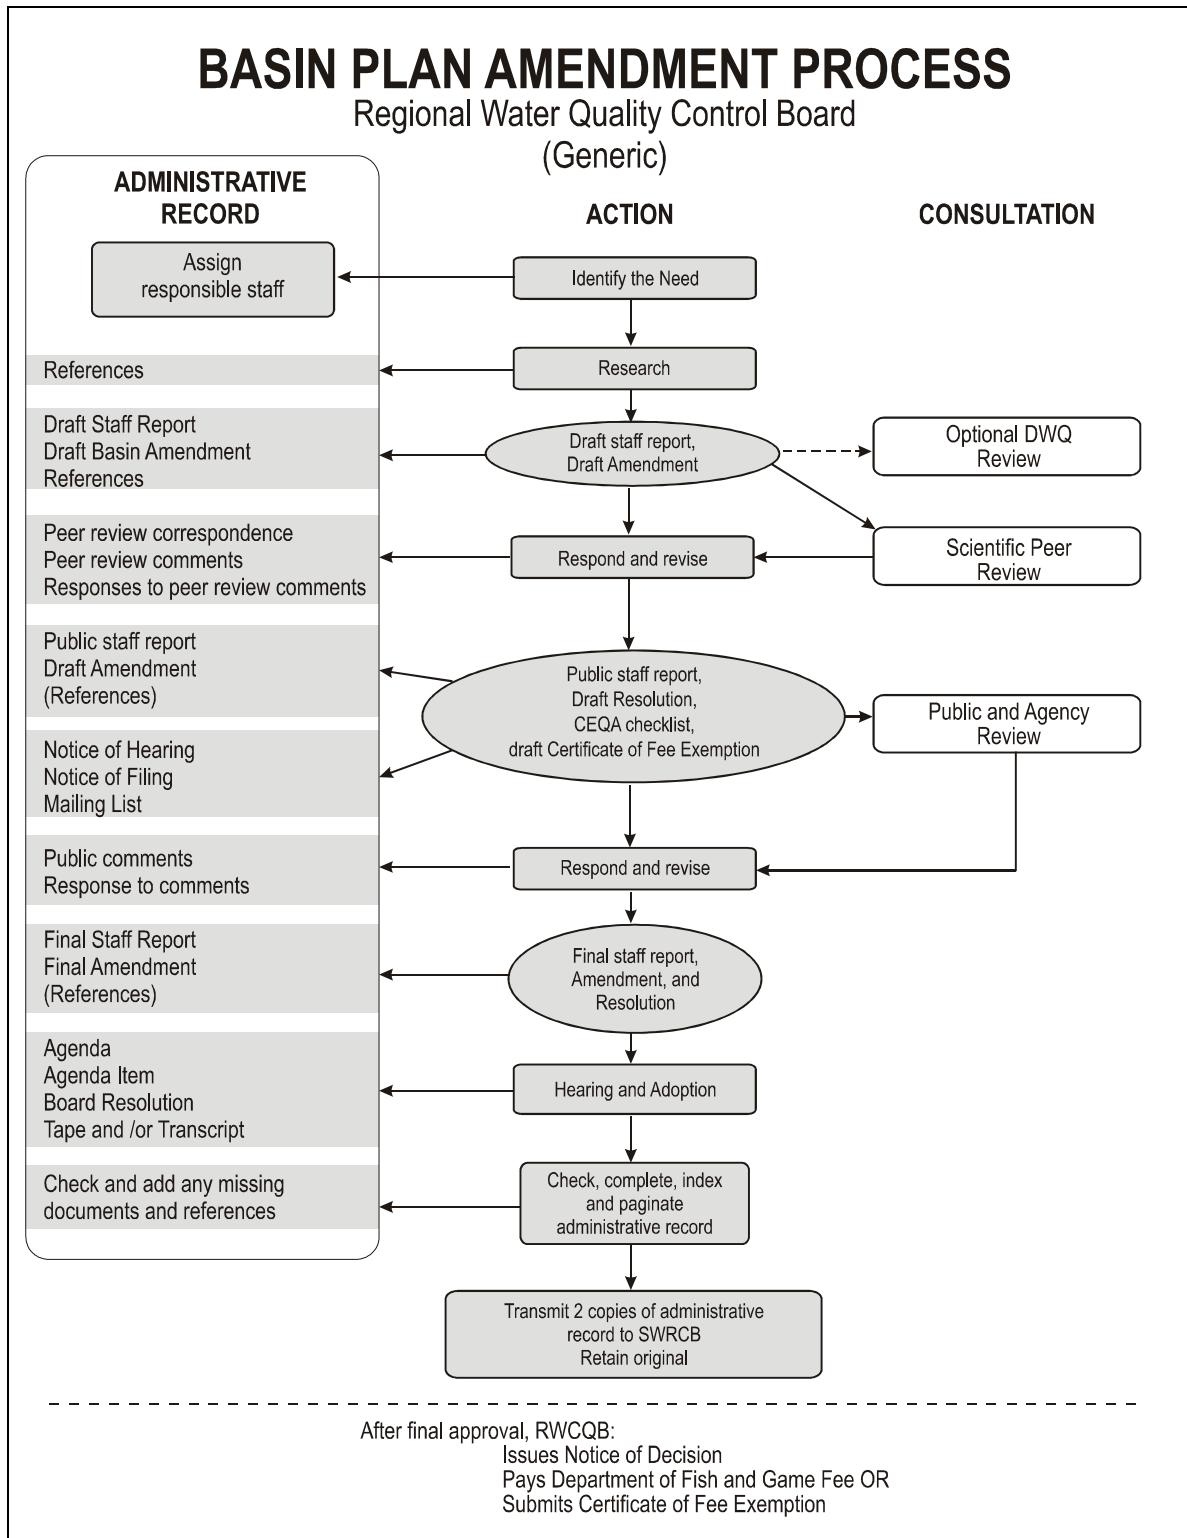 BASIN PLAN AMENDMENT PROCESS
Regional Water Quality Control Board
(Generic)
ADMINISTRATIVE
RECORD
ACTION
CONSULTATION
Assign
responsible staff
Identify the Need
References
Research
Draft Staff Report
Draft Basin Amendment
References
Draft staff report,
Draft Amendment
Optional DWQ
Review
Peer review correspondence
Peer review comments
Responses to peer review comments
Respond and revise
Scientific Peer
Review
Public staff report
Draft Amendment
(References)
Notice of Hearing
Notice of Filing
Mailing List
Public staff report,
Draft Resolution,
CEQA checklist,
draft Certificate of Fee Exemption
Public and Agency
Review
Public comments
Response to comments
Respond and revise
Final Staff Report
Final Amendment
(References)
Final staff report,
Amendment, and
Resolution
Agenda
Agenda Item
Board Resolution
Tape and /or Transcript
Hearing and Adoption
Check and add any missing
documents and references
Check, complete, index
and paginate
administrative record
Transmit 2 copies of administrative
record to SWRCB
Retain original
After final approval, RWCQB:
Issues Notice of Decision
Pays Department of Fish and Game Fee OR
Submits Certificate of Fee Exemption